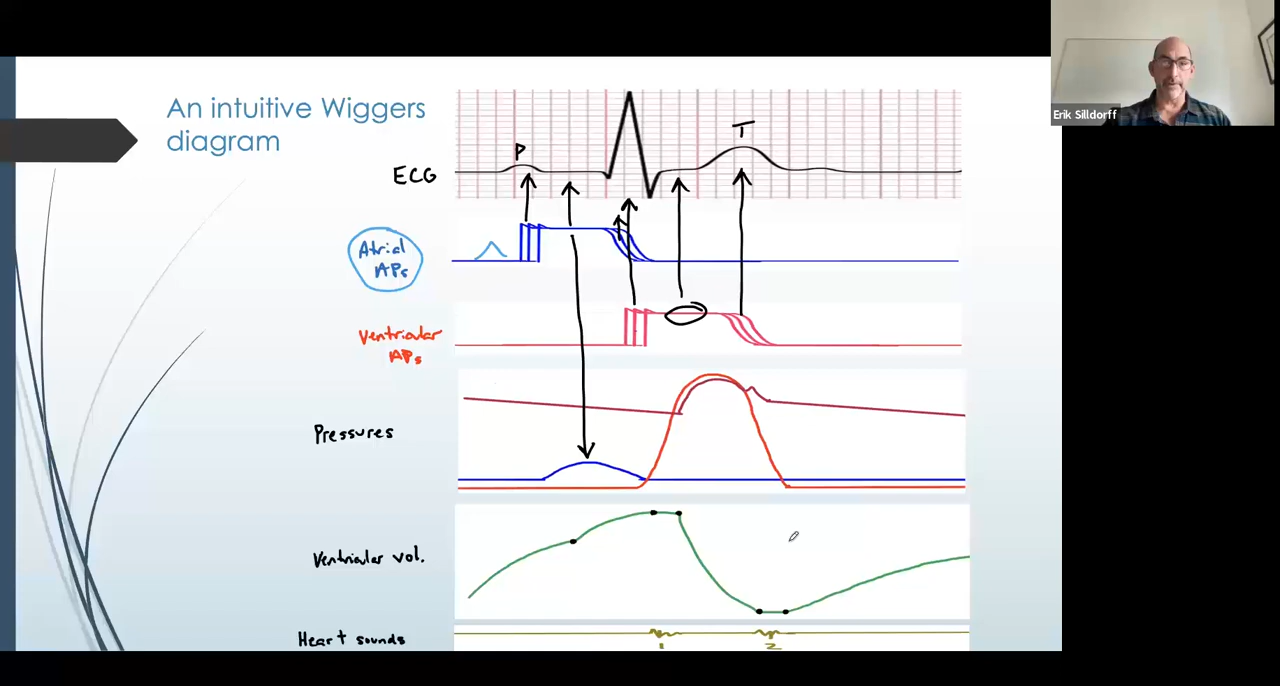 Erik Silldorff
An intuitive Wiggers
diagram
P
T
ECG
Atrial
APs
Ventricular
APs
Pressures
Ventricular vol.
Heart sounds
1
2